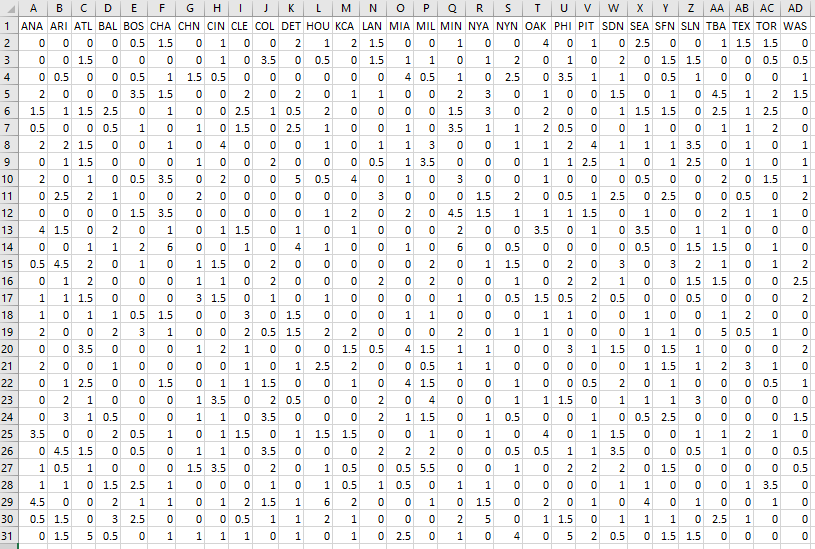 A B C D E F G H I J K L M N O P Q R S T U V W X Y Z AA AB AC AD
1 ANA ARI ATL BAL BOS CHA CHN CIN CLE COL DET HOU KCA LAN MIA MIL MIN NYA NYN OAK PHI PIT SDN SEA SFN SLN TBA TEX TOR WAS
2 0 0 0 0 0.5 1.5 0 1 0 0 2 1 2 1.5 0 0 1 0 0 4 0 1 0 2.5 0 0 1 1.5 1.5 0
3 0 0 1.5 0 0 0 0 1 0 3.5 0 0.5 0 1.5 1 1 0 1 2 0 1 0 2 0 1.5 1.5 0 0 0.5 0.5
4 0 0.5 0 0 0.5 1 1.5 0.5 0 0 0 0 0 0 4 0.5 1 0 2.5 0 3.5 1 1 0 0.5 1 0 0 0 1
5 2 0 0 0 3.5 1.5 0 0 2 0 2 0 1 1 0 0 2 3 0 1 0 0 1.5 0 1 0 4.5 1 2 1.5
6 1.5 1 1.5 2.5 0 1 0 0 2.5 1 0.5 2 0 0 0 0 1.5 3 0 2 0 0 1 1.5 1.5 0 2.5 1 2.5 0
7 0.5 0 0 0.5 1 0 1 0 1.5 0 2.5 1 0 0 1 0 3.5 1 1 2 0.5 0 0 1 0 0 1 1 2 0
8 2 2 1.5 0 0 1 0 4 0 0 0 1 0 1 1 3 0 0 1 1 2 4 1 1 1 3.5 0 1 0 1
9 0 1 1.5 0 0 0 1 0 0 2 0 0 0 0.5 1 3.5 0 0 0 1 1 2.5 1 0 1 2.5 0 1 0 1
10 2 0 1 0 0.5 3.5 0 2 0 0 5 0.5 4 0 1 0 3 0 0 1 0 0 0 0.5 0 0 2 0 1.5 1
11 0 2.5 2 1 0 0 2 0 0 0 0 0 0 3 0 0 0 1.5 2 0 0.5 1 2.5 0 2.5 0 0 0.5 0 2
12 0 0 0 0 1.5 3.5 0 0 0 0 0 1 2 0 2 0 4.5 1.5 1 1 1 1.5 0 1 0 0 2 1 1 0
13 4 1.5 0 2 0 1 0 1 1.5 0 1 0 1 0 0 0 2 0 0 3.5 0 1 0 3.5 0 1 1 0 0 0
14 0 0 1 1 2 6 0 0 1 0 4 1 0 0 1 0 6 0 0.5 0 0 0 0 0.5 0 1.5 1.5 0 1 0
15 0.5 4.5 2 0 1 0 1 1.5 0 2 0 0 0 0 0 2 0 1 1.5 0 2 0 3 0 3 2 1 0 1 2
16 0 1 2 0 0 0 0 1 0 2 0 0 0 2 0 2 0 0 1 0 2 2 1 0 0 1.5 1.5 0 0 2.5
17 1 1 1.5 0 0 0 3 1.5 0 1 0 1 0 0 0 0 1 0 0.5 1.5 0.5 2 0.5 0 0 0.5 0 0 0 2
18 1 0 1 1 0.5 1.5 0 0 3 0 1.5 0 0 0 1 1 0 0 0 1 1 0 0 1 0 0 1 2 0 0
19 2 0 0 2 3 1 0 0 2 0.5 1.5 2 2 0 0 0 2 0 1 1 0 0 0 1 1 0 5 0.5 1 0
20 0 0 3.5 0 0 0 1 2 1 0 0 0 1.5 0.5 4 1.5 1 1 0 0 3 1 1.5 0 1.5 1 0 0 0 2
21 2 0 0 1 0 0 0 0 0 1 0 2.5 2 0 0 0.5 1 1 0 0 0 0 0 1 1.5 1 2 3 1 0
22 0 1 2.5 0 0 1.5 0 1 1 1.5 0 0 1 0 4 1.5 0 0 1 0 0 0.5 2 0 1 0 0 0 0.5 1
23 0 2 1 0 0 0 1 3.5 0 2 0.5 0 0 2 0 4 0 0 0 1 1 1.5 0 1 1 3 0 0 0 0
24 0 3 1 0.5 0 0 1 1 0 3.5 0 0 0 2 1 1.5 0 1 0.5 0 0 1 0 0.5 2.5 0 0 0 0 1.5
25 3.5 0 0 2 0.5 1 0 1 1.5 0 1 1.5 1.5 0 0 1 0 1 0 4 0 1 1.5 0 0 1 1 2 1 0
26 0 4.5 1.5 0 0.5 0 1 1 0 3.5 0 0 0 2 2 2 0 0 0.5 0.5 1 1 3.5 0 0 0.5 1 0 0 0.5
27 1 0.5 1 0 0 0 1.5 3.5 0 2 0 1 0.5 0 0.5 5.5 0 0 1 0 2 2 2 0 1.5 0 0 0 0 0.5
28 1 1 0 1.5 2.5 1 0 0 0 1 0 1 0.5 1 0.5 0 1 1 0 0 0 0 1 1 0 0 0 1 3.5 0
29 4.5 0 0 2 1 1 0 1 2 1.5 1 6 2 0 0 1 0 1.5 0 2 0 1 0 4 0 1 0 0 1 0
30 0.5 1.5 0 3 2.5 0 0 0 0.5 1 1 2 1 0 0 0 2 5 0 1 1.5 0 1 1 1 0 2.5 1 0 0
31 0 1.5 5 0.5 0 1 1 1 1 0 1 0 1 0 2.5 0 1 0 4 0 5 2 0.5 0 1.5 1.5 0 0 0 0